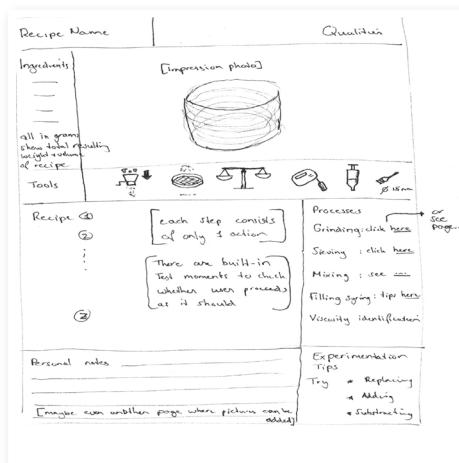 Recipe Name
Qualities
Ingredients
[Impression photo]
all in grams
show total resulting
weight + volume
of recipe
Tools
Ø 15mm
Recipe 1
2
[each step consists
of only 1 action]
[There are built-in
Test moments to check
whether user proceeds
as it should]
Processes
Grinding: click here
or
see
page...
Sieving : click here
Mixing : see ...
Filling syring: tips here
Viscosity identification
Personal notes
[maybe even another page where pictures can be
added]
Experimentation
Tips
Try * Replacing
* Adding
* Substracting